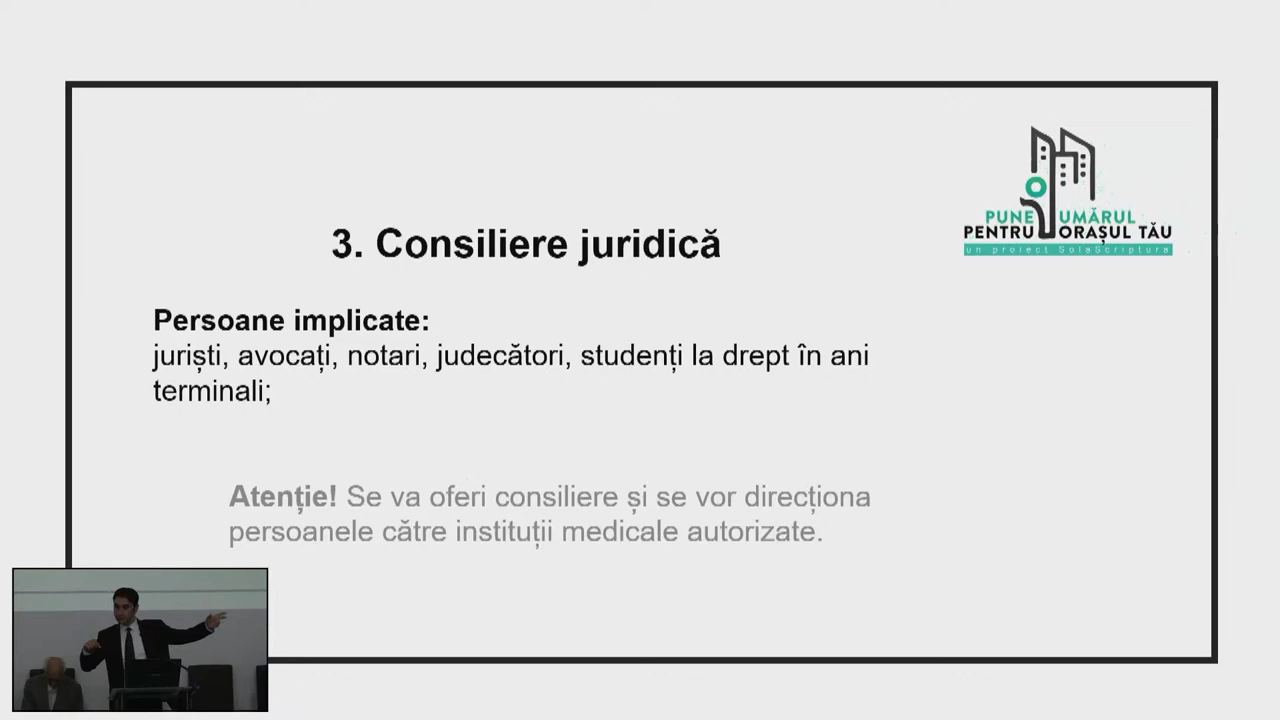 PUNE UMĂRUL
PENTRU ORAȘUL TĂU
un proiect SolaScriptura
3. Consiliere juridică
Persoane implicate:
juriști, avocați, notari, judecători, studenți la drept în ani
terminali;
Atenție! Se va oferi consiliere și se vor direcționa
persoanele către instituții medicale autorizate.